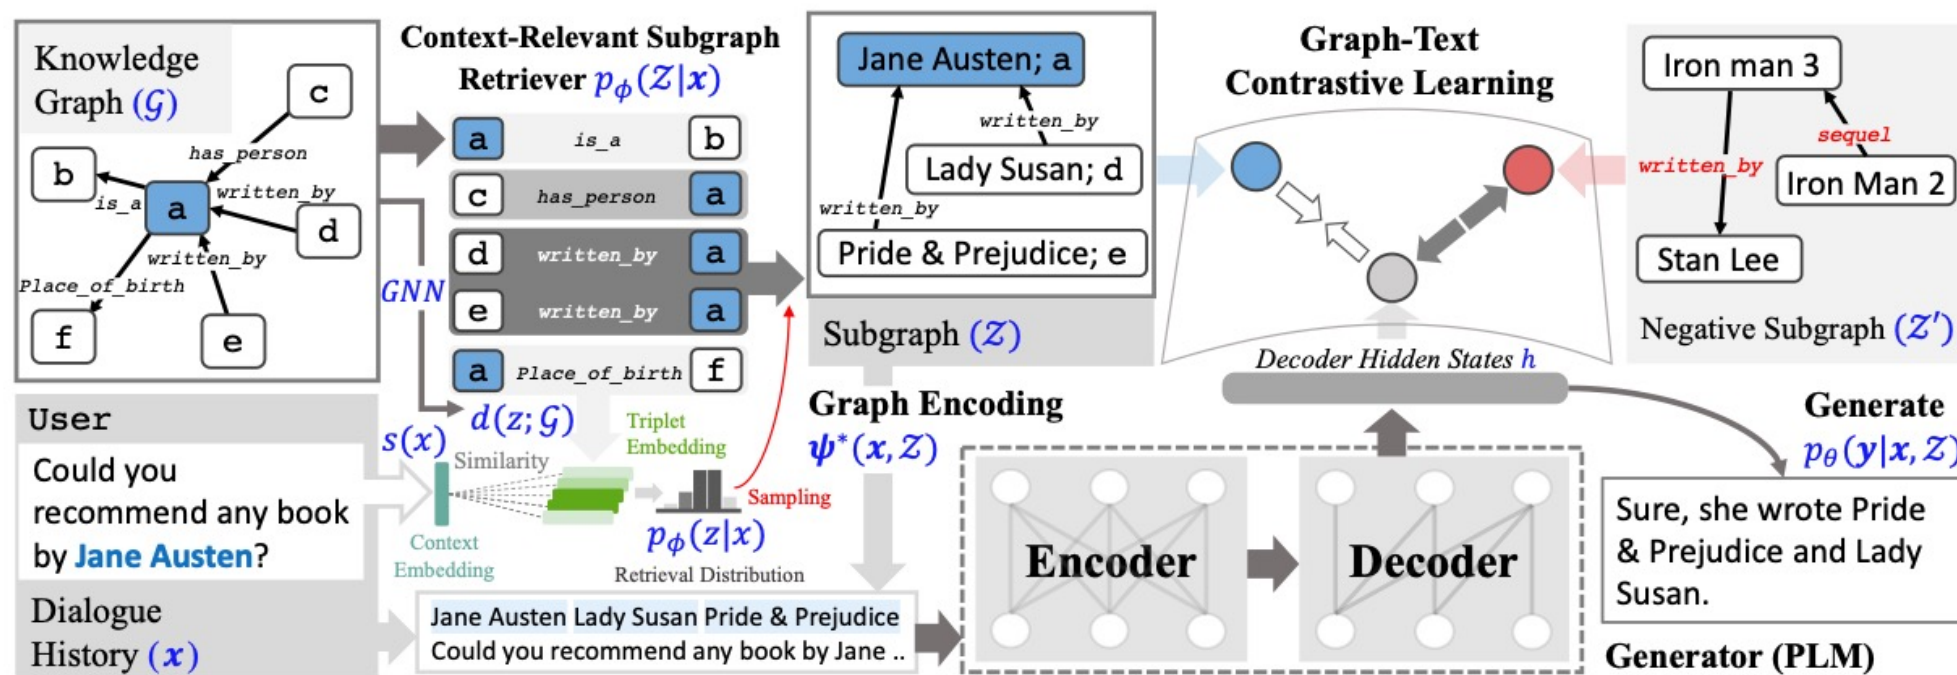 Knowledge
Graph (𝒢)
c
has_person
b
is_a
a
written_by
d
written_by
Place_of_birth
f
e
GNN
Context-Relevant Subgraph
Retriever pϕ(𝒵|x)
a is_a b
c has_person a
d written_by a
e written_by a
a Place_of_birth f
User
Could you
recommend any book
by Jane Austen?
Dialogue
History (x)
s(x)
d(z; 𝒢)
Similarity
Triplet
Embedding
Context
Embedding
Sampling
pϕ(z|x)
Retrieval Distribution
Jane Austen; a
written_by
Lady Susan; d
written_by
Pride & Prejudice; e
Subgraph (𝒵)
Graph Encoding
ψ*(x, 𝒵)
Jane Austen Lady Susan Pride & Prejudice
Could you recommend any book by Jane ..
Graph-Text
Contrastive Learning
Decoder Hidden States h
Encoder
Decoder
Iron man 3
sequel
written_by
Iron Man 2
Stan Lee
Negative Subgraph (𝒵′)
Generate
pθ(y|x, 𝒵)
Sure, she wrote Pride
& Prejudice and Lady
Susan.
Generator (PLM)